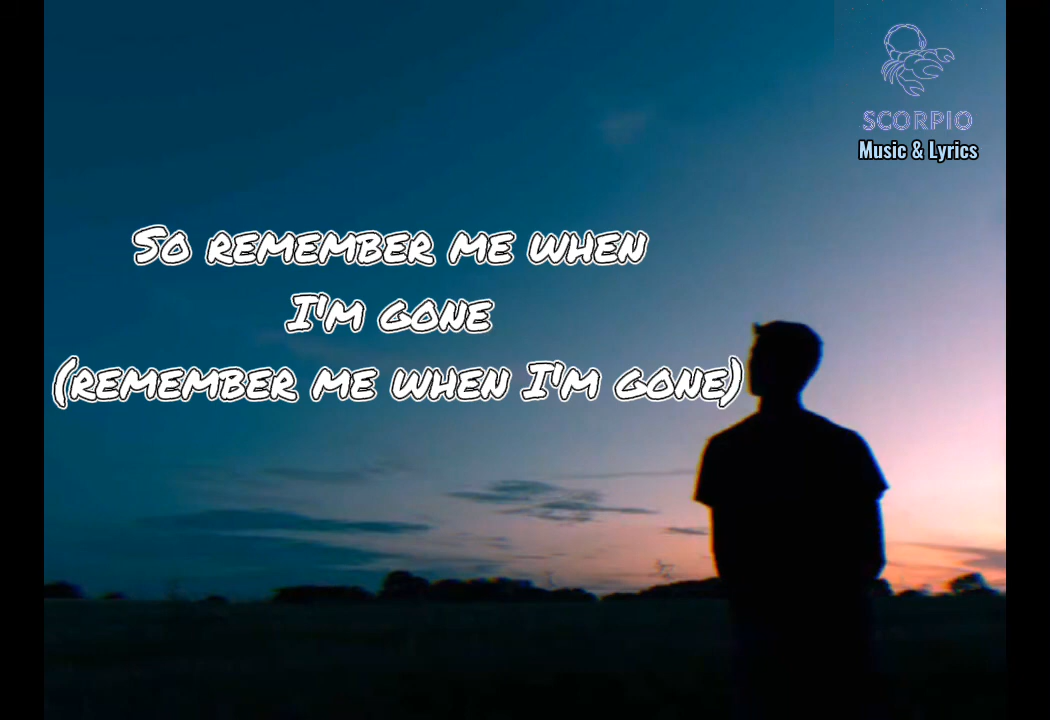 SCORPIO
Music & Lyrics
So remember me when
I'm gone
(remember me when I'm gone)